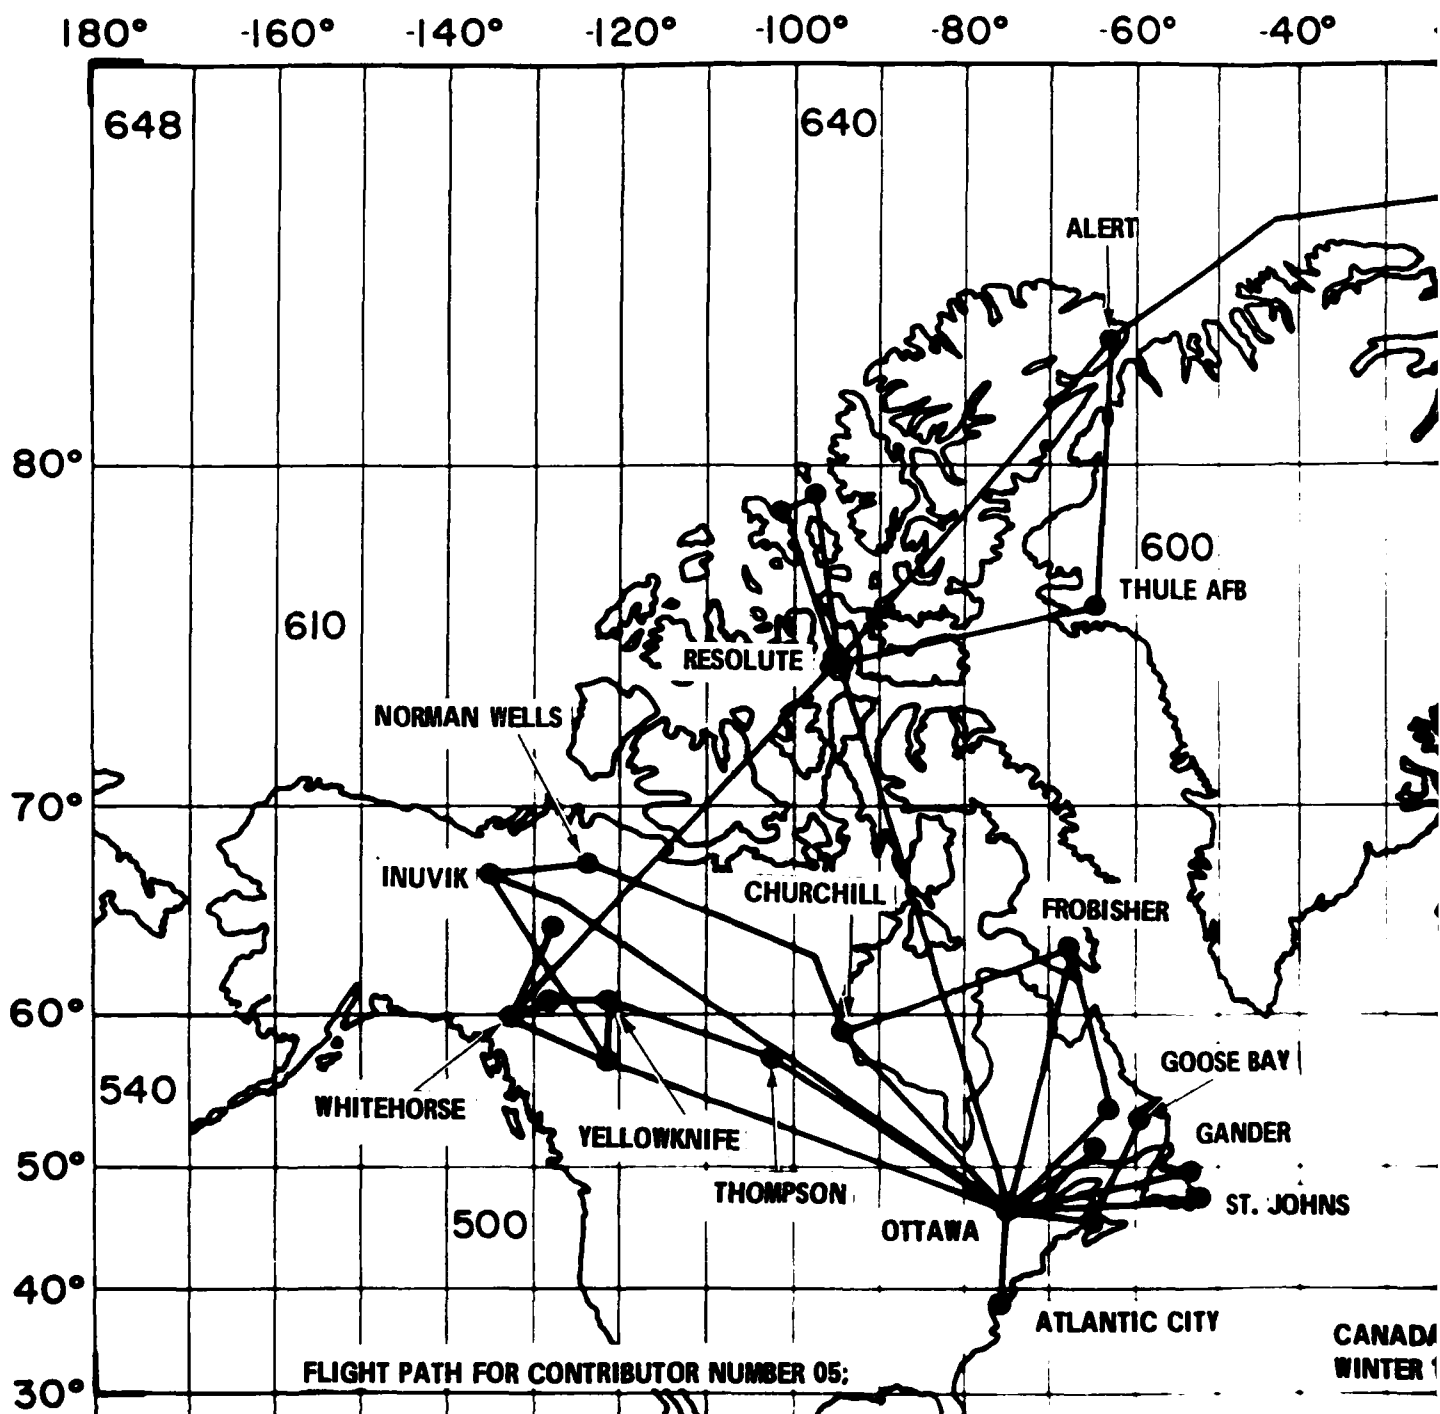 180° -160° -140° -120° -100° -80° -60° -40°
648 640
ALERT
80°
600
THULE AFB
610
RESOLUTE
NORMAN WELLS
70°
INUVIK
CHURCHILL
FROBISHER
60°
GOOSE BAY
540
WHITEHORSE
YELLOWKNIFE
GANDER
50°
THOMPSON
ST. JOHNS
500
OTTAWA
40°
ATLANTIC CITY
CANADA
FLIGHT PATH FOR CONTRIBUTOR NUMBER 05;
WINTER
30°